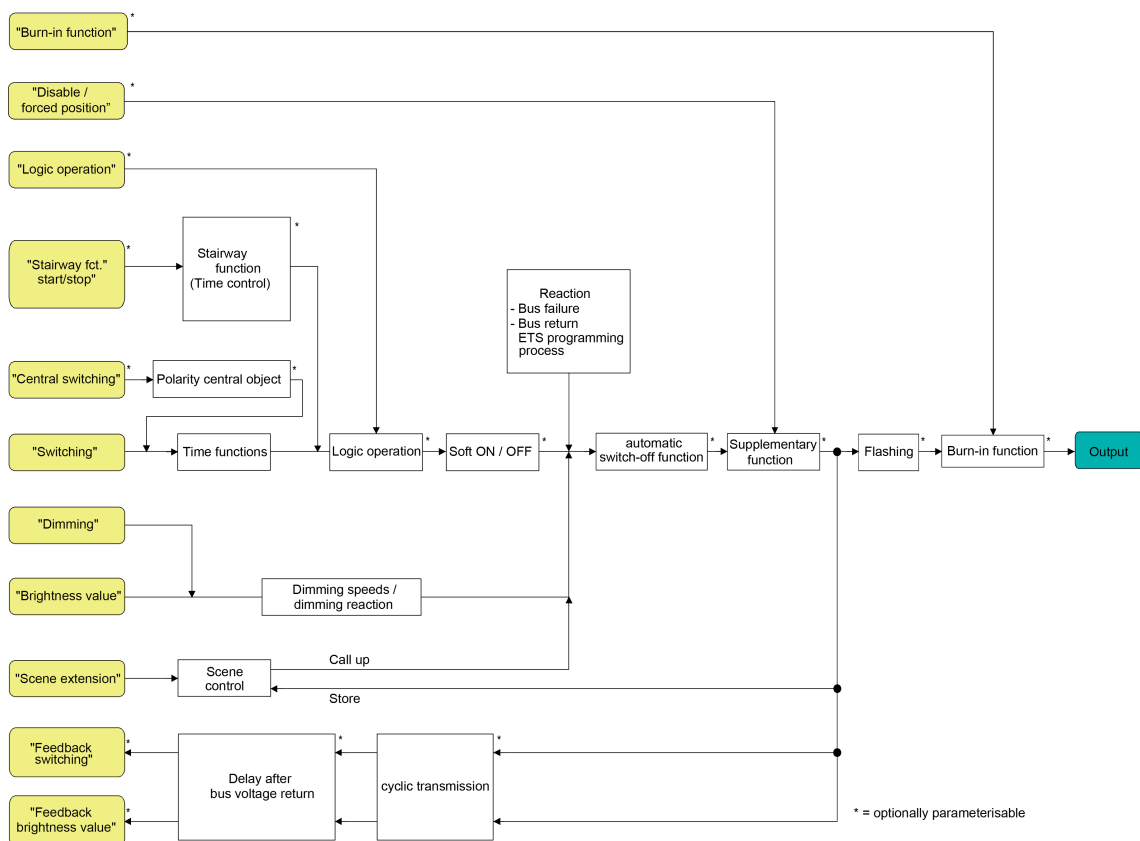 "Burn-in function"
*
"Disable /
forced position”
*
"Logic operation"
*
"Stairway fct."
start/stop"
*
Stairway
function
(Time control)
*
Reaction
- Bus failure
- Bus return
ETS programming
process
"Central switching"
*
Polarity central object
*
"Switching"
Time functions
Logic operation
*
Soft ON / OFF
*
automatic
switch-off function
*
Supplementary
function
*
Flashing
*
Burn-in function
*
Output
"Dimming"
"Brightness value"
Dimming speeds /
dimming reaction
"Scene extension"
Scene
control
Call up
Store
"Feedback
switching"
*
Delay after
bus voltage return
*
cyclic transmission
*
"Feedback
brightness value"
*
* = optionally parameterisable